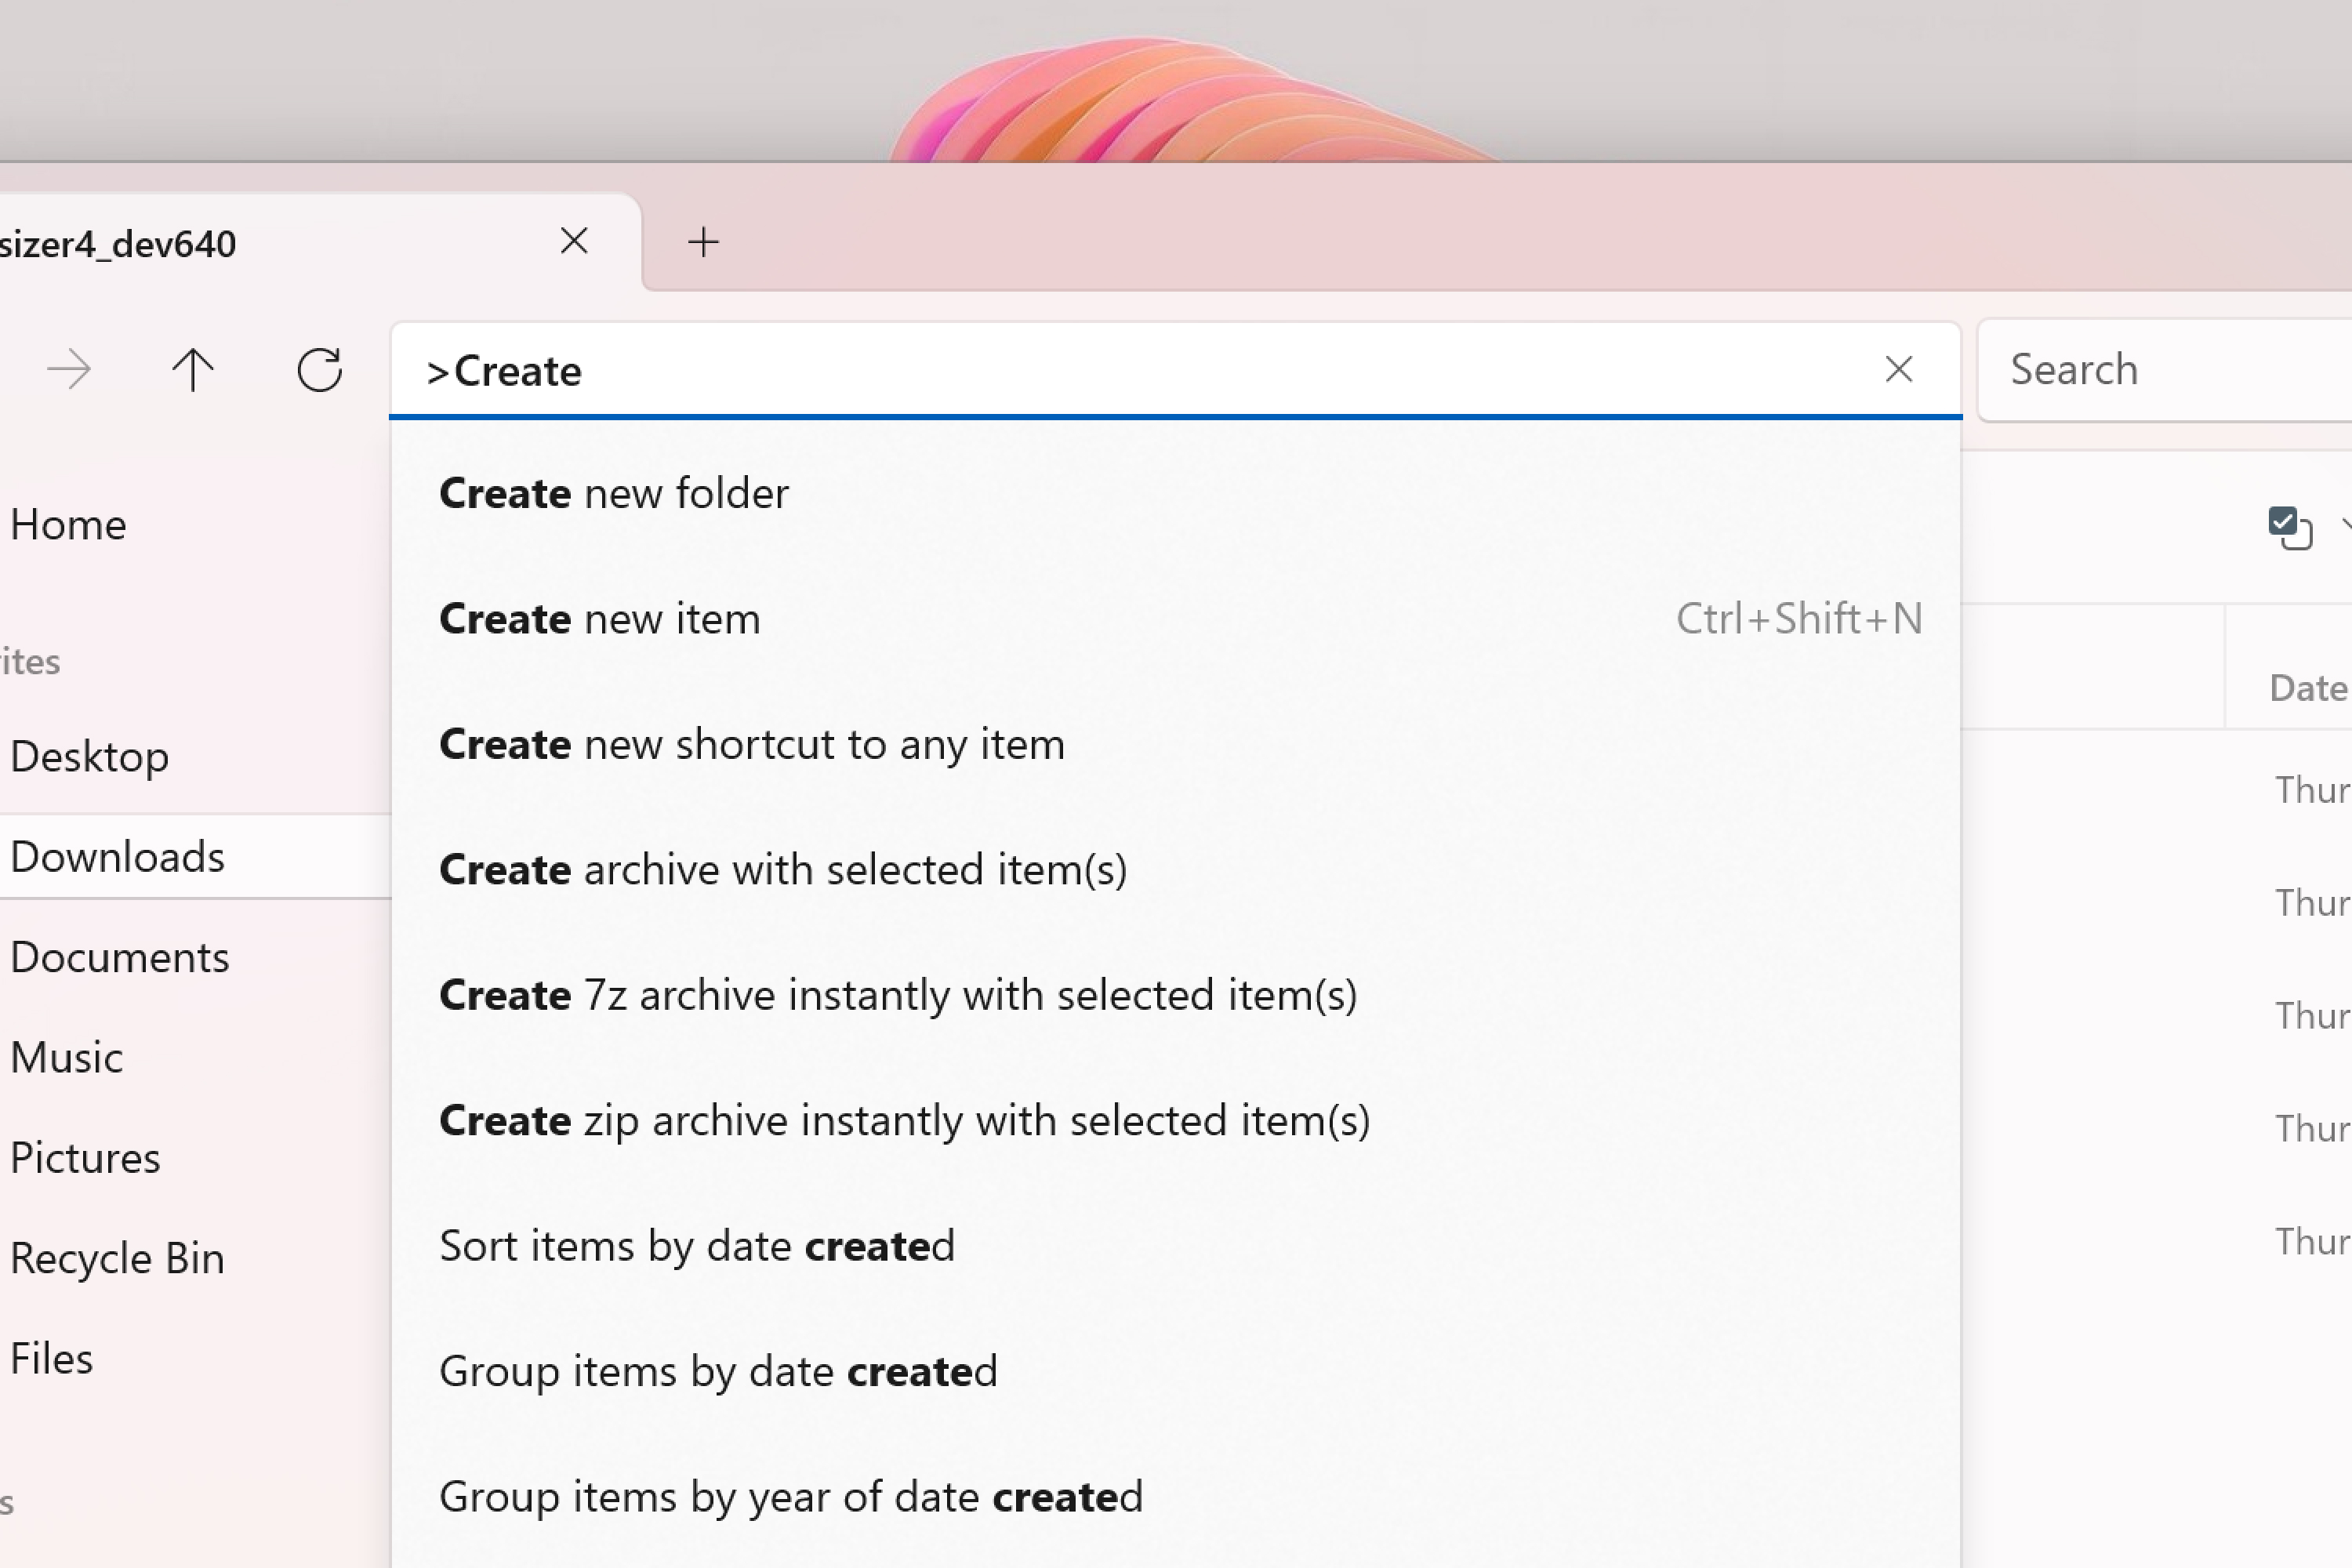 sizer4_dev640
>Create
Search
Home
ites
Desktop
Downloads
Documents
Music
Pictures
Recycle Bin
Files
s
Create new folder
Create new item Ctrl+Shift+N
Create new shortcut to any item
Create archive with selected item(s)
Create 7z archive instantly with selected item(s)
Create zip archive instantly with selected item(s)
Sort items by date created
Group items by date created
Group items by year of date created
Date
Thur
Thur
Thur
Thur
Thur